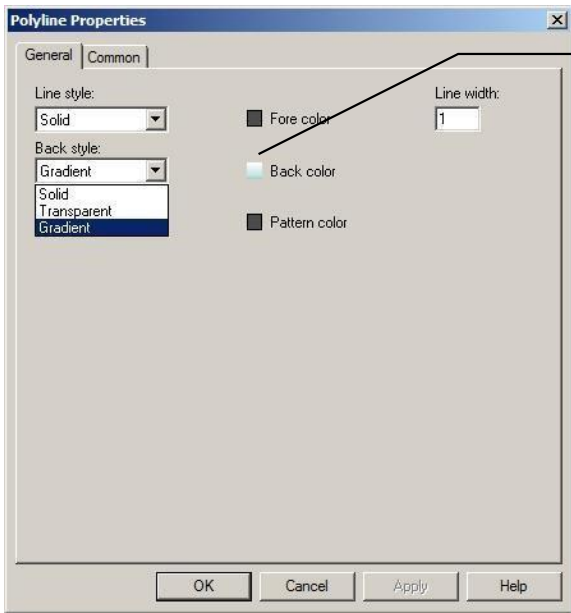 Polyline Properties
General Common
Line style: Line width:
Solid Fore color 1
Back style:
Gradient Back color
Solid
Transparent
Gradient Pattern color
OK Cancel Apply Help